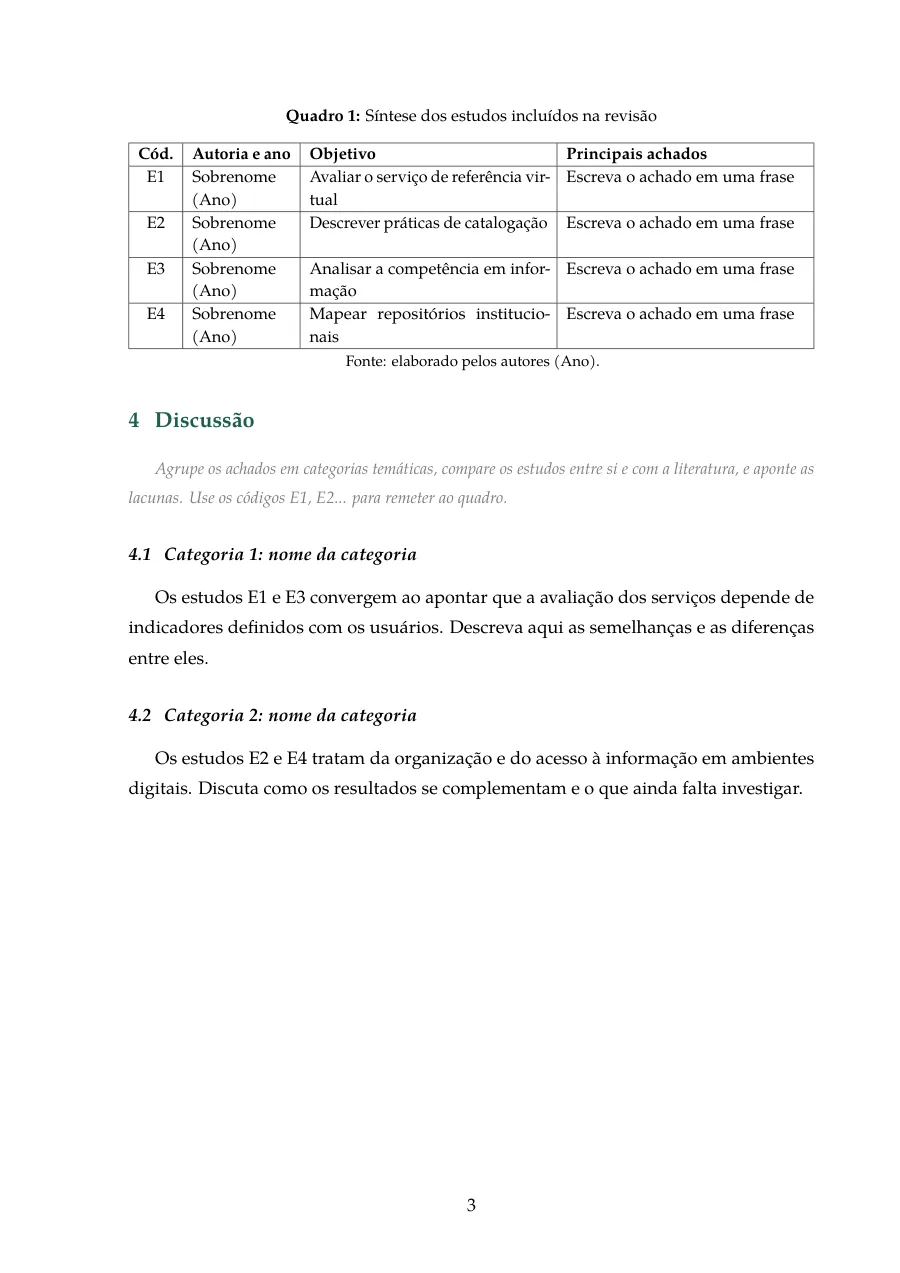 Quadro 1: Síntese dos estudos incluídos na revisão
Cód. Autoria e ano Objetivo Principais achados
E1 Sobrenome Avaliar o serviço de referência vir- Escreva o achado em uma frase
(Ano) tual
E2 Sobrenome Descrever práticas de catalogação Escreva o achado em uma frase
(Ano)
E3 Sobrenome Analisar a competência em infor- Escreva o achado em uma frase
(Ano) mação
E4 Sobrenome Mapear repositórios institucio- Escreva o achado em uma frase
(Ano) nais
Fonte: elaborado pelos autores (Ano).
4 Discussão
Agrupe os achados em categorias temáticas, compare os estudos entre si e com a literatura, e aponte as
lacunas. Use os códigos E1, E2... para remeter ao quadro.
4.1 Categoria 1: nome da categoria
Os estudos E1 e E3 convergem ao apontar que a avaliação dos serviços depende de
indicadores definidos com os usuários. Descreva aqui as semelhanças e as diferenças
entre eles.
4.2 Categoria 2: nome da categoria
Os estudos E2 e E4 tratam da organização e do acesso à informação em ambientes
digitais. Discuta como os resultados se complementam e o que ainda falta investigar.
3